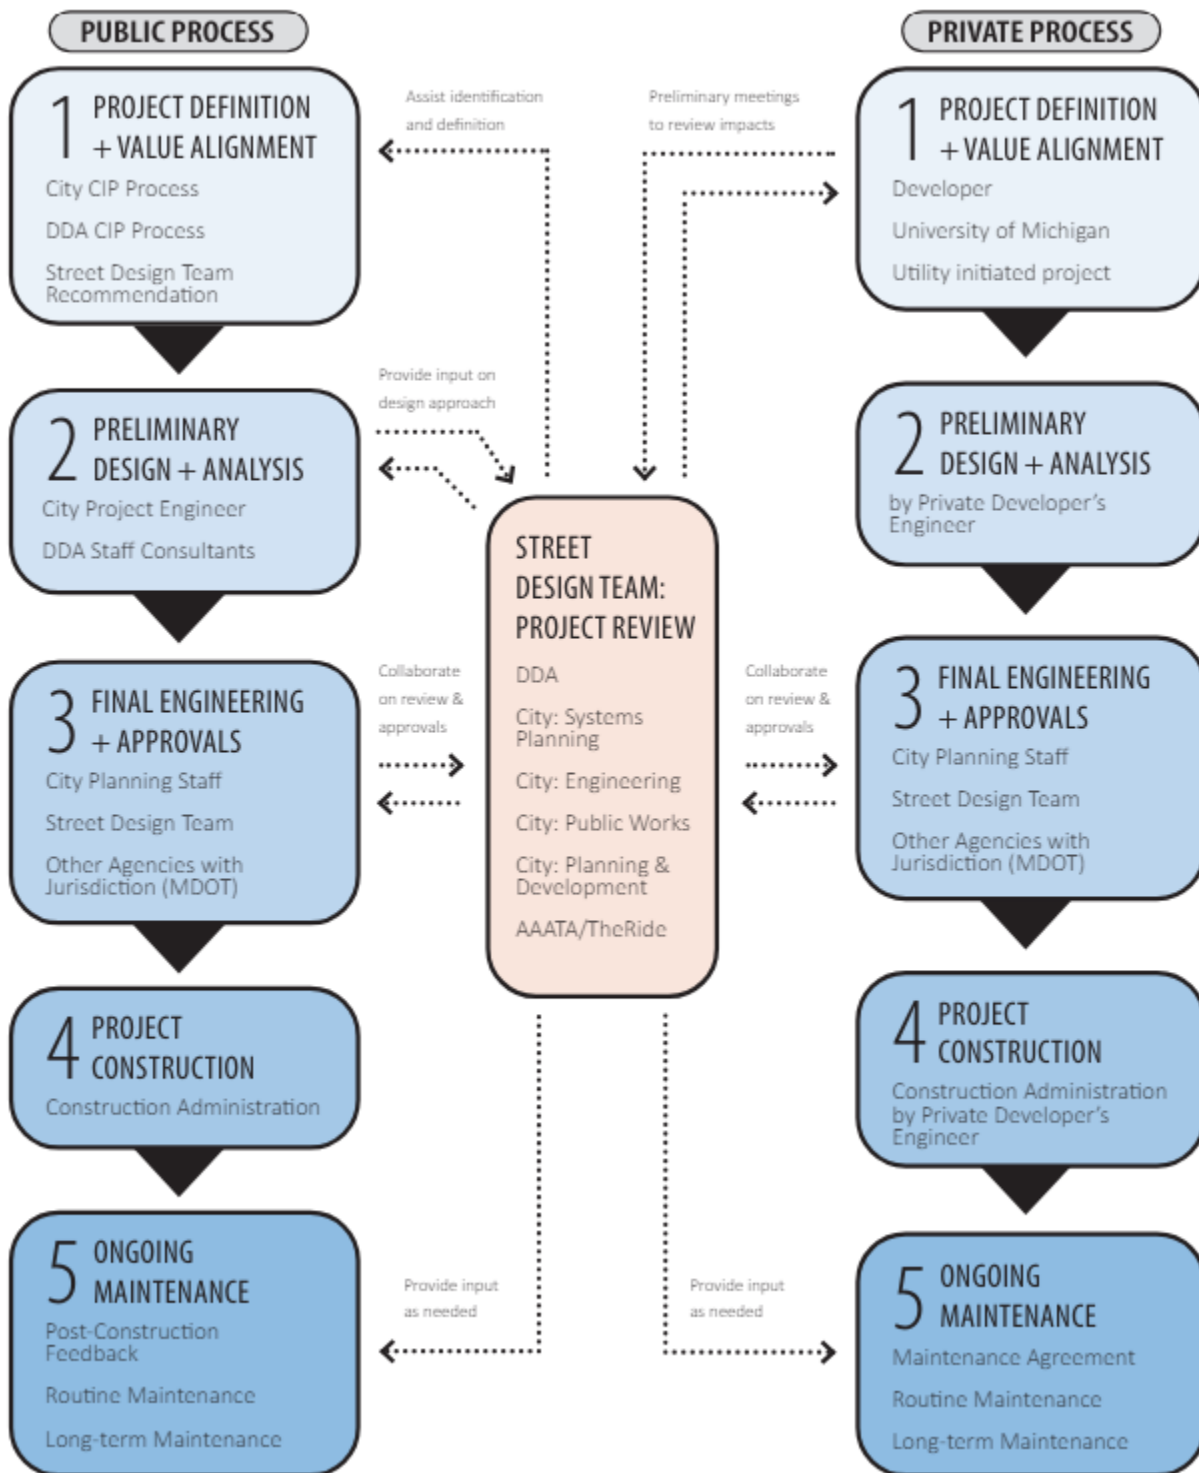 PUBLIC PROCESS
1 PROJECT DEFINITION
+ VALUE ALIGNMENT
City CIP Process
DDA CIP Process
Street Design Team
Recommendation
2 PRELIMINARY
DESIGN + ANALYSIS
City Project Engineer
DDA Staff Consultants
3 FINAL ENGINEERING
+ APPROVALS
City Planning Staff
Street Design Team
Other Agencies with
Jurisdiction (MDOT)
4 PROJECT
CONSTRUCTION
Construction Administration
5 ONGOING
MAINTENANCE
Post-Construction
Feedback
Routine Maintenance
Long-term Maintenance
Assist identification
and definition
Preliminary meetings
to review impacts
Provide input on
design approach
STREET
DESIGN TEAM:
PROJECT REVIEW
DDA
City: Systems
Planning
City: Engineering
City: Public Works
City: Planning &
Development
AAATA/TheRide
Collaborate
on review &
approvals
Collaborate
on review &
approvals
Provide input
as needed
Provide input
as needed
PRIVATE PROCESS
1 PROJECT DEFINITION
+ VALUE ALIGNMENT
Developer
University of Michigan
Utility initiated project
2 PRELIMINARY
DESIGN + ANALYSIS
by Private Developer's
Engineer
3 FINAL ENGINEERING
+ APPROVALS
City Planning Staff
Street Design Team
Other Agencies with
Jurisdiction (MDOT)
4 PROJECT
CONSTRUCTION
Construction Administration
by Private Developer's
Engineer
5 ONGOING
MAINTENANCE
Maintenance Agreement
Routine Maintenance
Long-term Maintenance